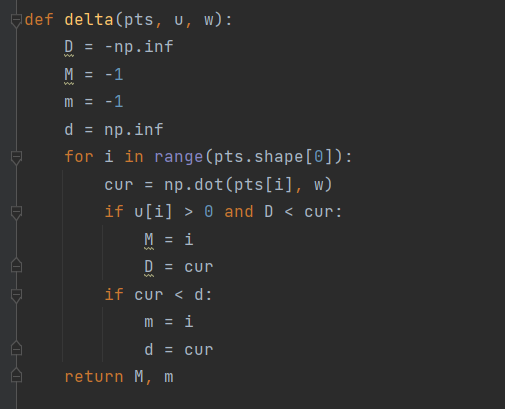 def delta(pts, u, w):
    D = -np.inf
    M = -1
    m = -1
    d = np.inf
    for i in range(pts.shape[0]):
        cur = np.dot(pts[i], w)
        if u[i] > 0 and D < cur:
            M = i
            D = cur
        if cur < d:
            m = i
            d = cur
    return M, m